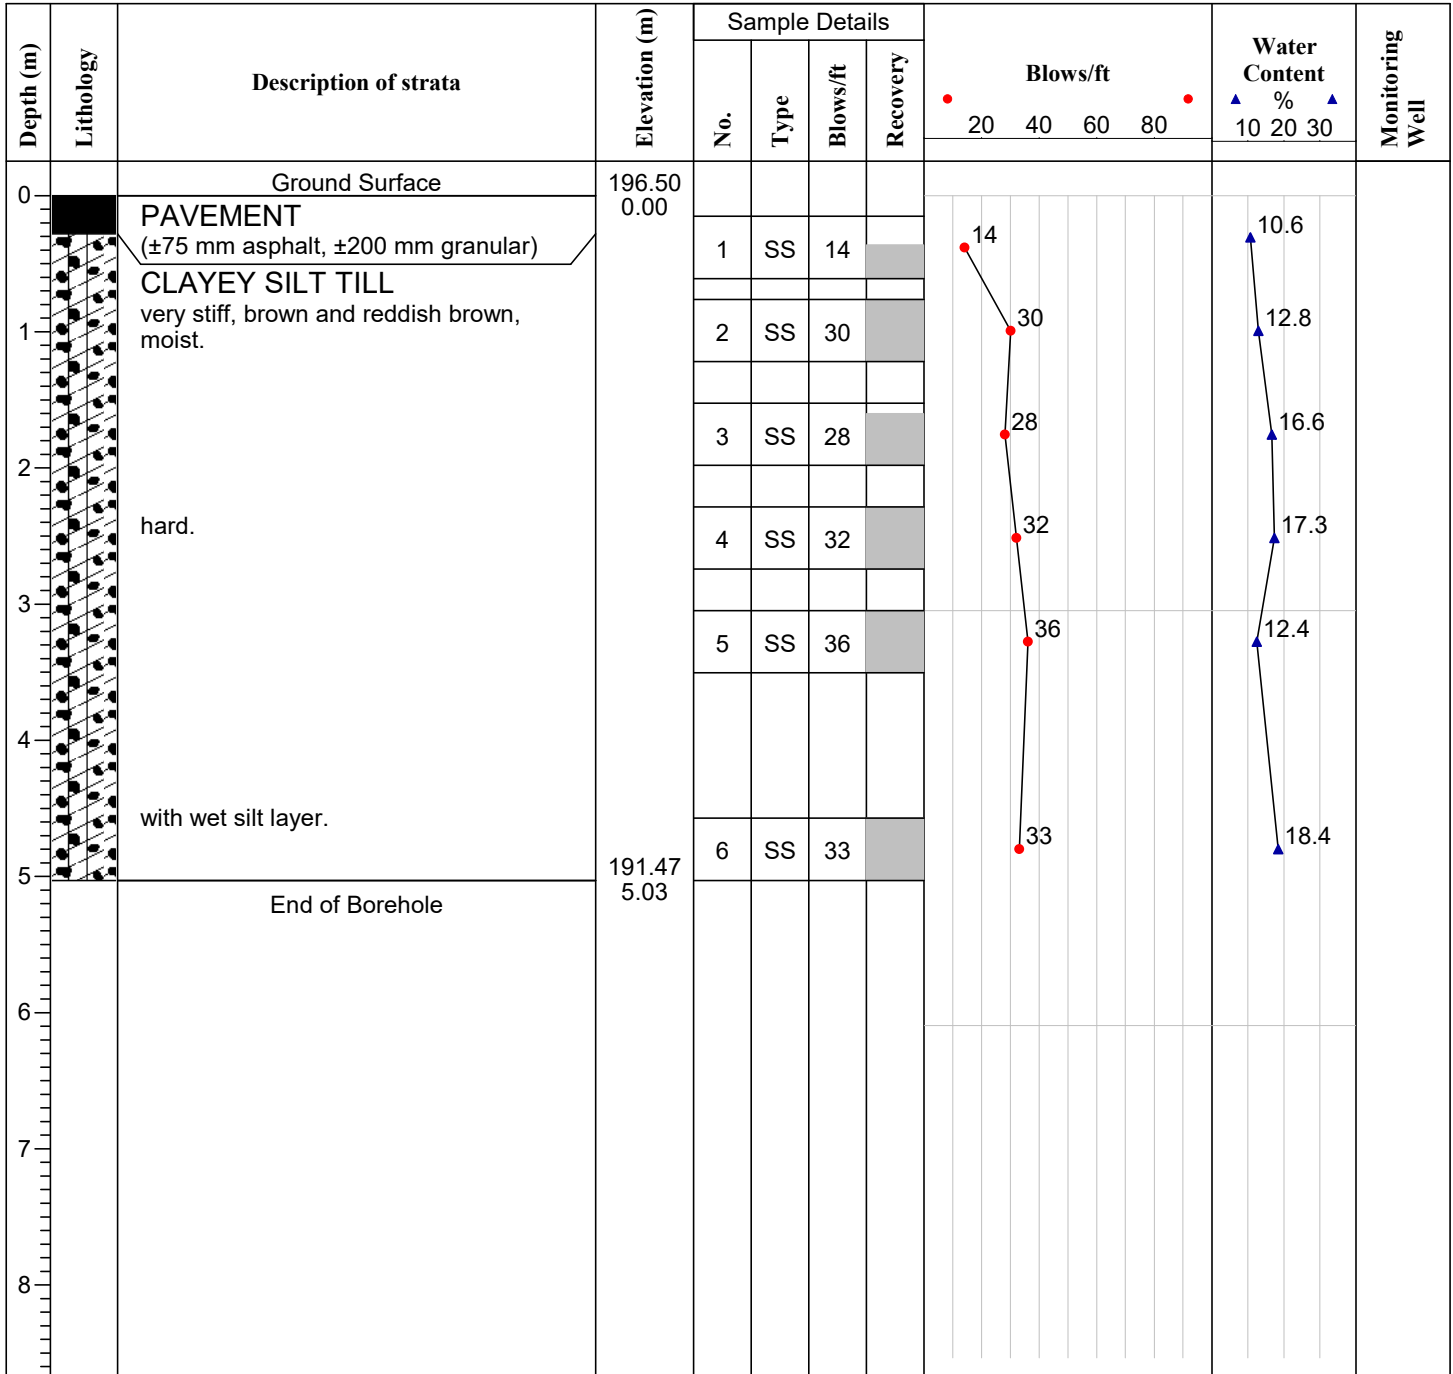 Depth (m)
Lithology
Description of strata
Elevation (m)
Sample Details
No.
Type
Blows/ft
Recovery
Blows/ft
20 40 60 80
Water
Content
%
10 20 30
Monitoring
Well
Ground Surface
196.50
0.00
0
PAVEMENT
(±75 mm asphalt, ±200 mm granular)
1 SS 14
14
10.6
CLAYEY SILT TILL
very stiff, brown and reddish brown,
moist.
1
2 SS 30
30
12.8
3 SS 28
28
16.6
2
hard.
4 SS 32
32
17.3
3
5 SS 36
36
12.4
4
with wet silt layer.
6 SS 33
33
18.4
191.47
5.03
5
End of Borehole
6
7
8